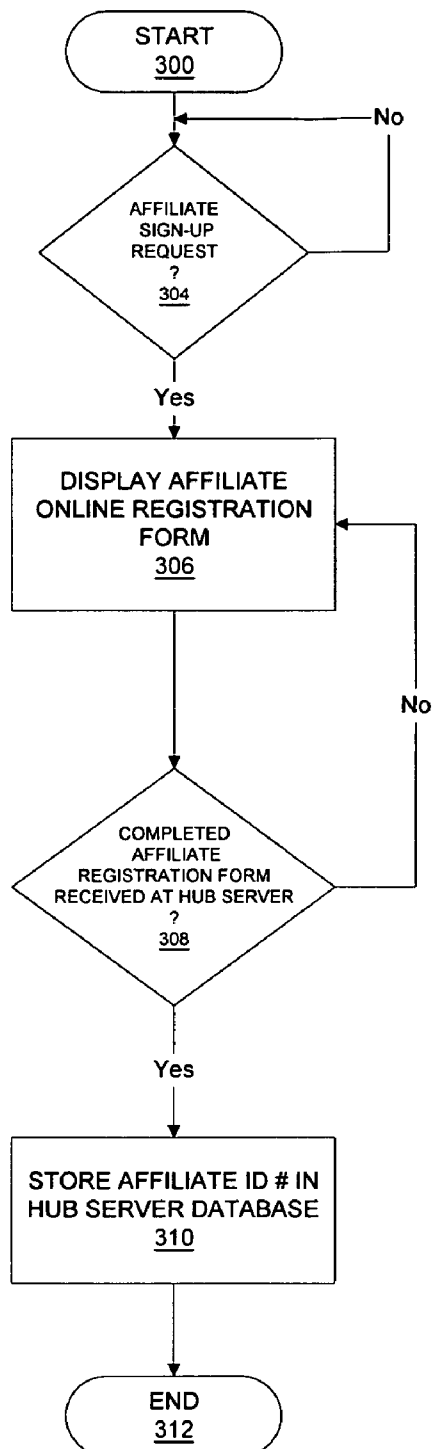 START
300
No
AFFILIATE
SIGN-UP
REQUEST
?
304
Yes
DISPLAY AFFILIATE
ONLINE REGISTRATION
FORM
306
No
COMPLETED
AFFILIATE
REGISTRATION FORM
RECEIVED AT HUB SERVER
?
308
Yes
STORE AFFILIATE ID # IN
HUB SERVER DATABASE
310
END
312